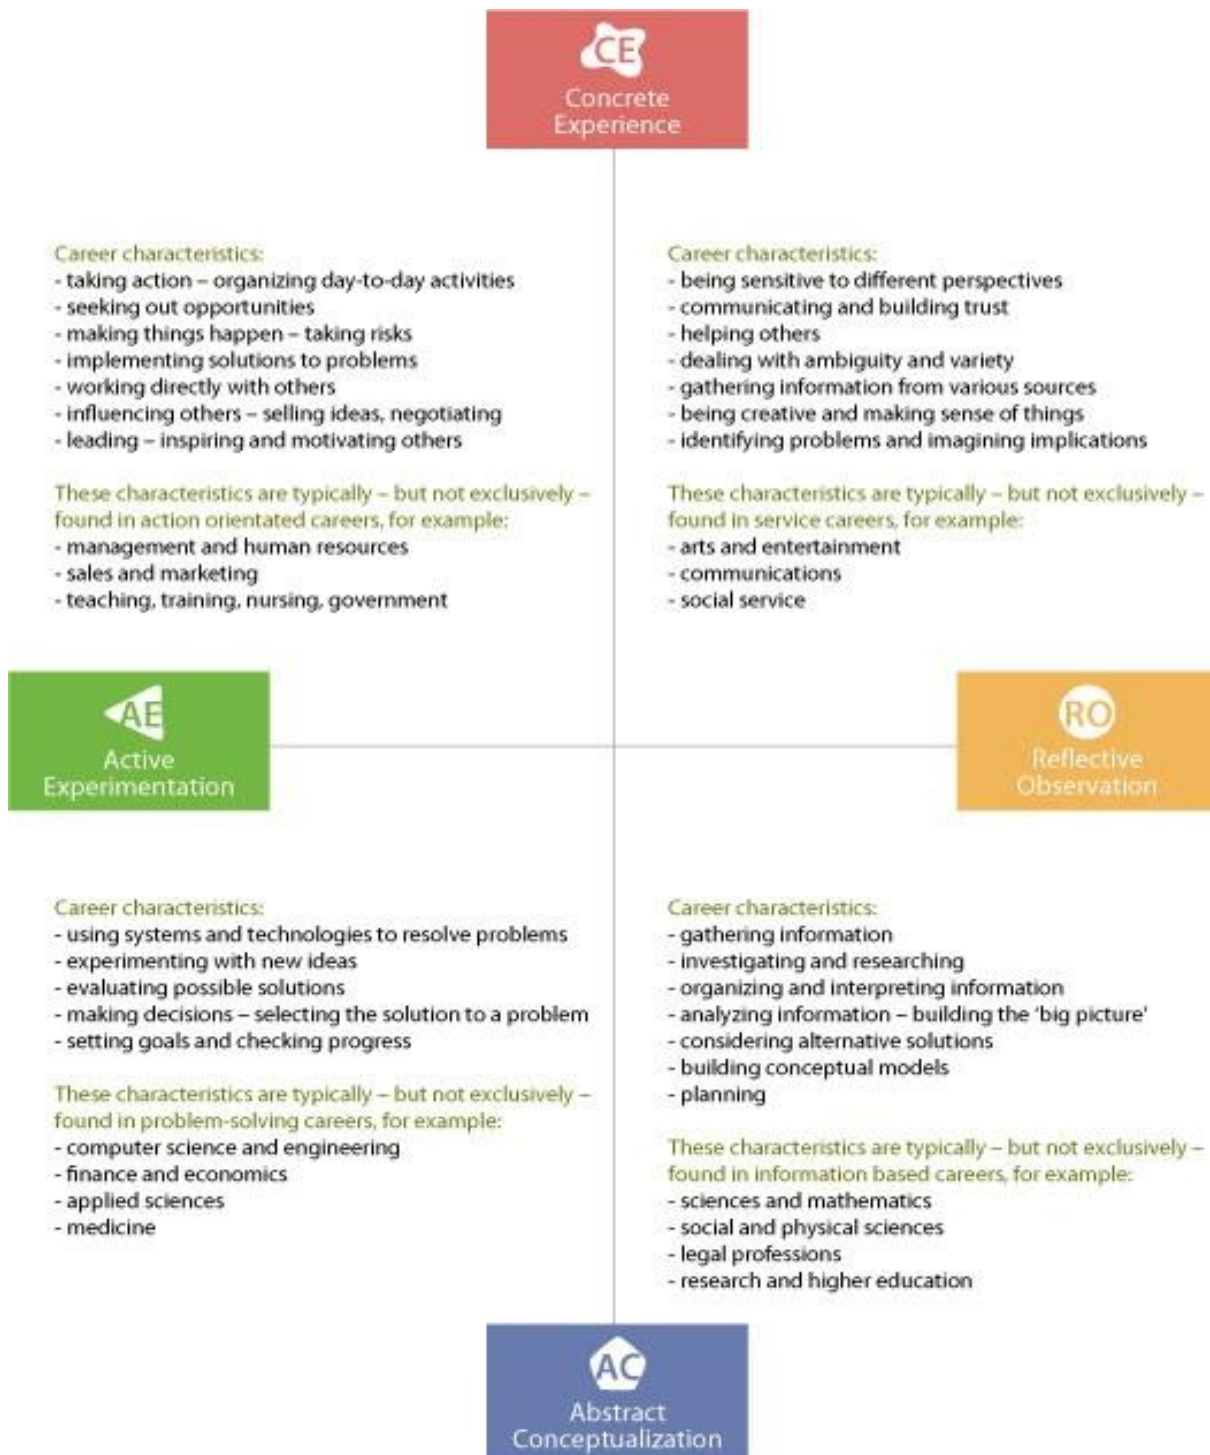 CE
Concrete
Experience
Career characteristics:
- taking action – organizing day-to-day activities
- seeking out opportunities
- making things happen – taking risks
- implementing solutions to problems
- working directly with others
- influencing others – selling ideas, negotiating
- leading – inspiring and motivating others
These characteristics are typically – but not exclusively –
found in action orientated careers, for example:
- management and human resources
- sales and marketing
- teaching, training, nursing, government
Career characteristics:
- being sensitive to different perspectives
- communicating and building trust
- helping others
- dealing with ambiguity and variety
- gathering information from various sources
- being creative and making sense of things
- identifying problems and imagining implications
These characteristics are typically – but not exclusively –
found in service careers, for example:
- arts and entertainment
- communications
- social service
AE
Active
Experimentation
RO
Reflective
Observation
Career characteristics:
- using systems and technologies to resolve problems
- experimenting with new ideas
- evaluating possible solutions
- making decisions – selecting the solution to a problem
- setting goals and checking progress
These characteristics are typically – but not exclusively –
found in problem-solving careers, for example:
- computer science and engineering
- finance and economics
- applied sciences
- medicine
Career characteristics:
- gathering information
- investigating and researching
- organizing and interpreting information
- analyzing information – building the ‘big picture’
- considering alternative solutions
- building conceptual models
- planning
These characteristics are typically – but not exclusively –
found in information based careers, for example:
- sciences and mathematics
- social and physical sciences
- legal professions
- research and higher education
AC
Abstract
Conceptualization